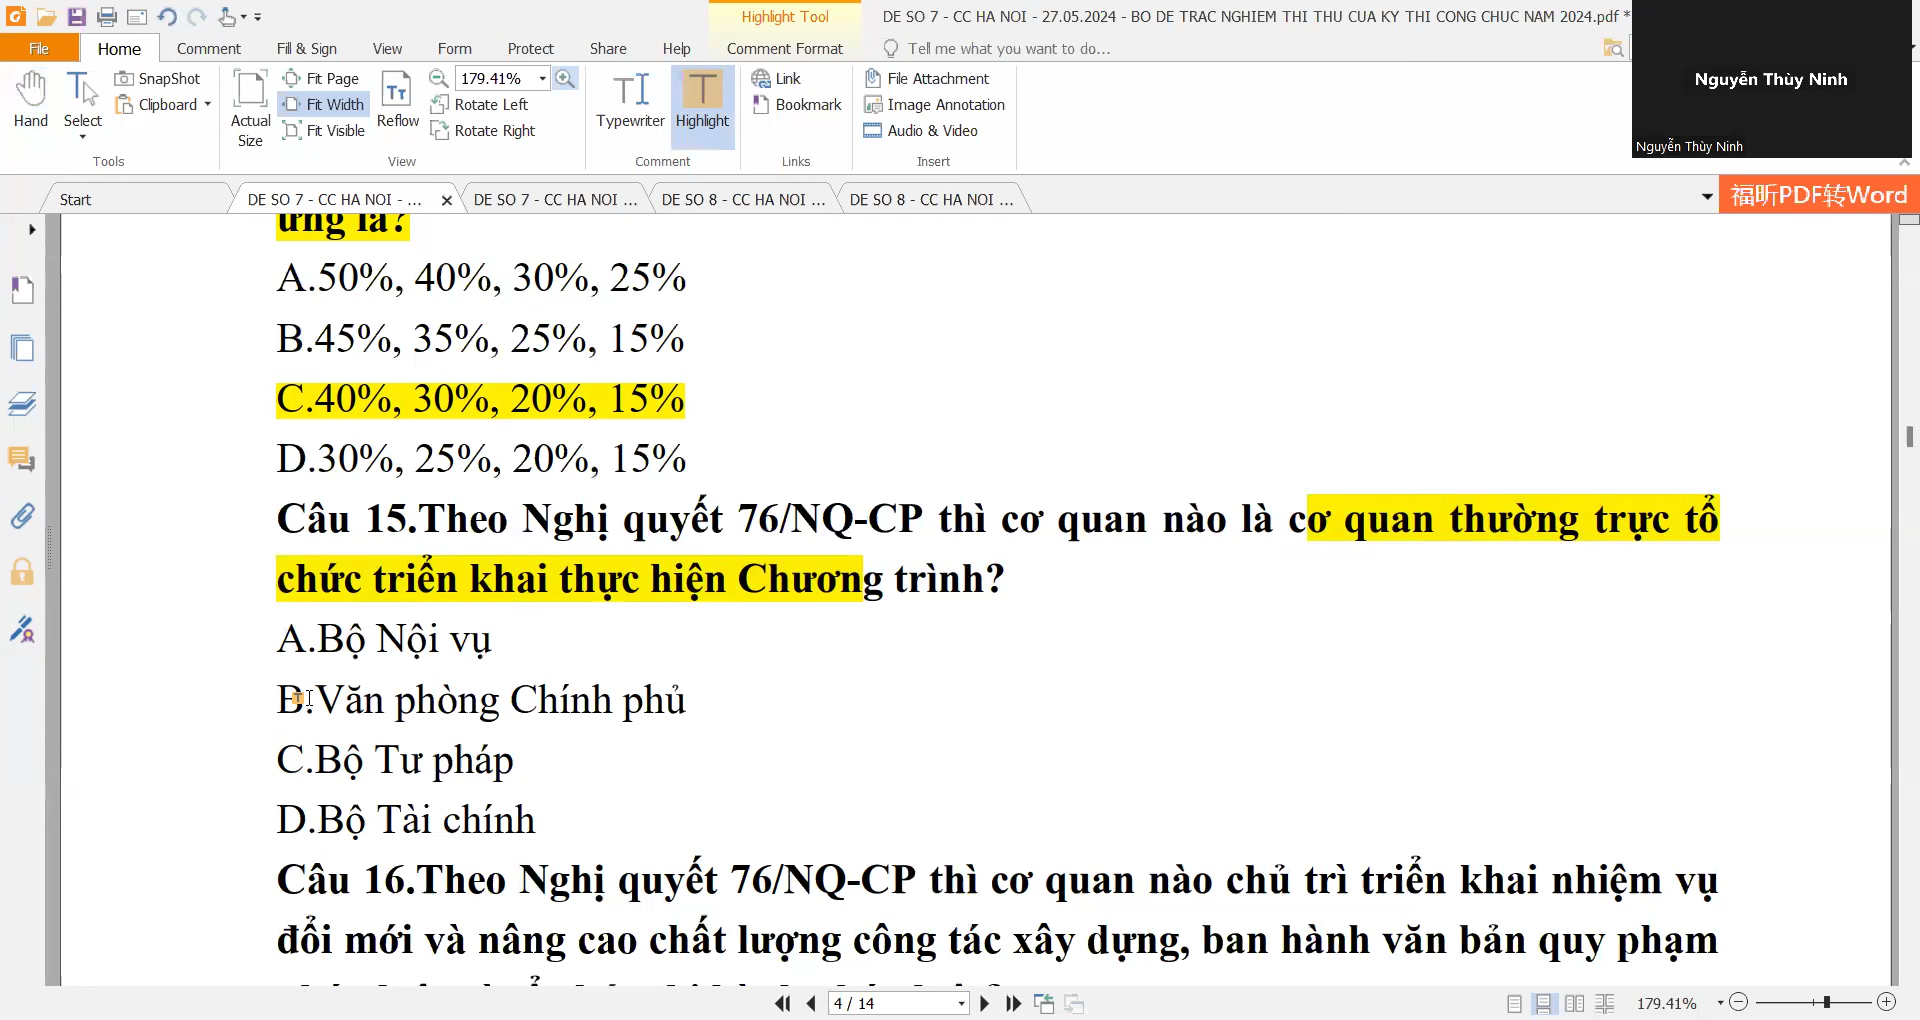 Highlight Tool
DE SO 7 - CC HA NOI - 27.05.2024 - BO DE TRAC NGHIEM THI THU CUA KY THI CONG CHUC NAM 2024.pdf *
File
Home
Comment
Fill & Sign
View
Form
Protect
Share
Help
Comment Format
Tell me what you want to do...
Hand
Select
SnapShot
Clipboard
Tools
Actual Size
Fit Page
Fit Width
Fit Visible
Reflow
179.41%
Rotate Left
Rotate Right
View
Typewriter
Highlight
Comment
Link
Bookmark
Links
File Attachment
Image Annotation
Audio & Video
Insert
Nguyễn Thùy Ninh
Nguyễn Thùy Ninh
Start
DE SO 7 - CC HA NOI - ...
DE SO 7 - CC HA NOI ...
DE SO 8 - CC HA NOI ...
DE SO 8 - CC HA NOI ...
福昕PDF转Word
ứng là?
A.50%, 40%, 30%, 25%
B.45%, 35%, 25%, 15%
C.40%, 30%, 20%, 15%
D.30%, 25%, 20%, 15%
Câu 15.Theo Nghị quyết 76/NQ-CP thì cơ quan nào là cơ quan thường trực tổ
chức triển khai thực hiện Chương trình?
A.Bộ Nội vụ
B.Văn phòng Chính phủ
C.Bộ Tư pháp
D.Bộ Tài chính
Câu 16.Theo Nghị quyết 76/NQ-CP thì cơ quan nào chủ trì triển khai nhiệm vụ
đổi mới và nâng cao chất lượng công tác xây dựng, ban hành văn bản quy phạm
4 / 14
179.41%